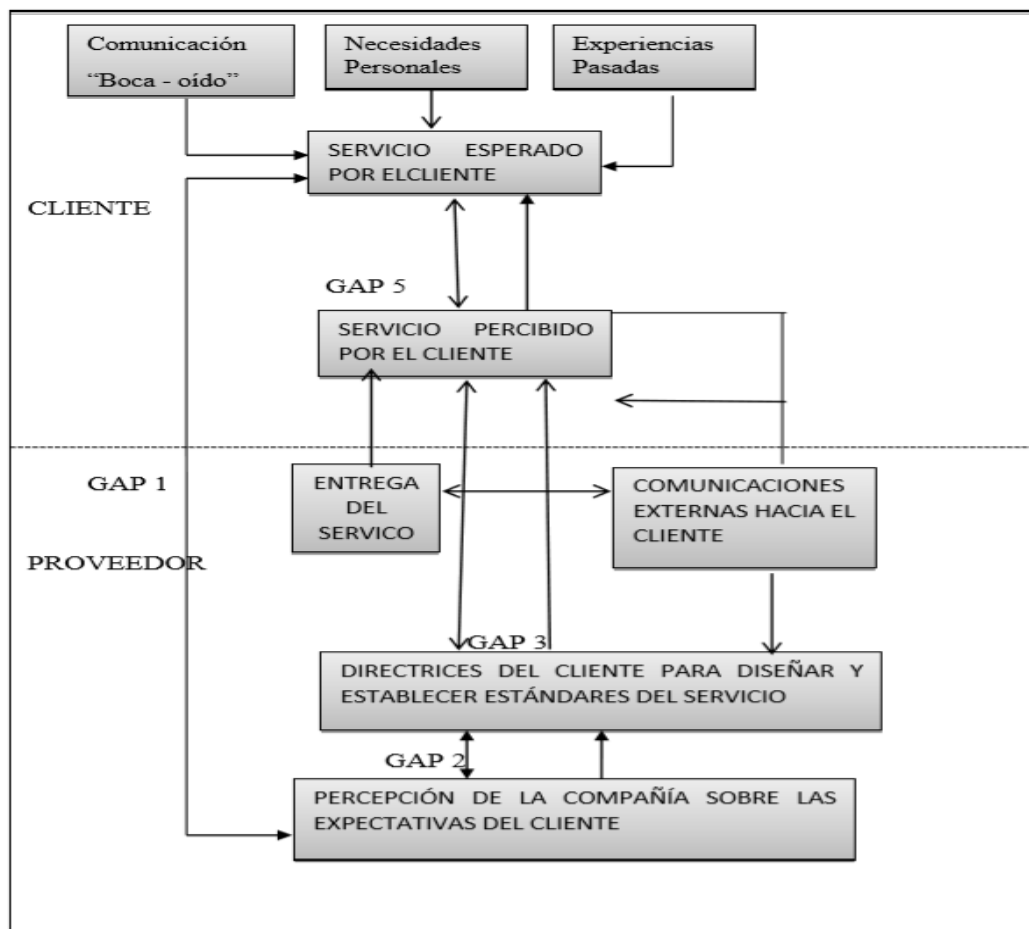 Comunicación
“Boca - oído”
Necesidades
Personales
Experiencias
Pasadas
SERVICIO ESPERADO
POR ELCLIENTE
CLIENTE
GAP 5
SERVICIO PERCIBIDO
POR EL CLIENTE
GAP 1
ENTREGA
DEL
SERVICO
COMUNICACIONES
EXTERNAS HACIA EL
CLIENTE
PROVEEDOR
GAP 3
DIRECTRICES DEL CLIENTE PARA DISEÑAR Y
ESTABLECER ESTÁNDARES DEL SERVICIO
GAP 2
PERCEPCIÓN DE LA COMPAÑÍA SOBRE LAS
EXPECTATIVAS DEL CLIENTE